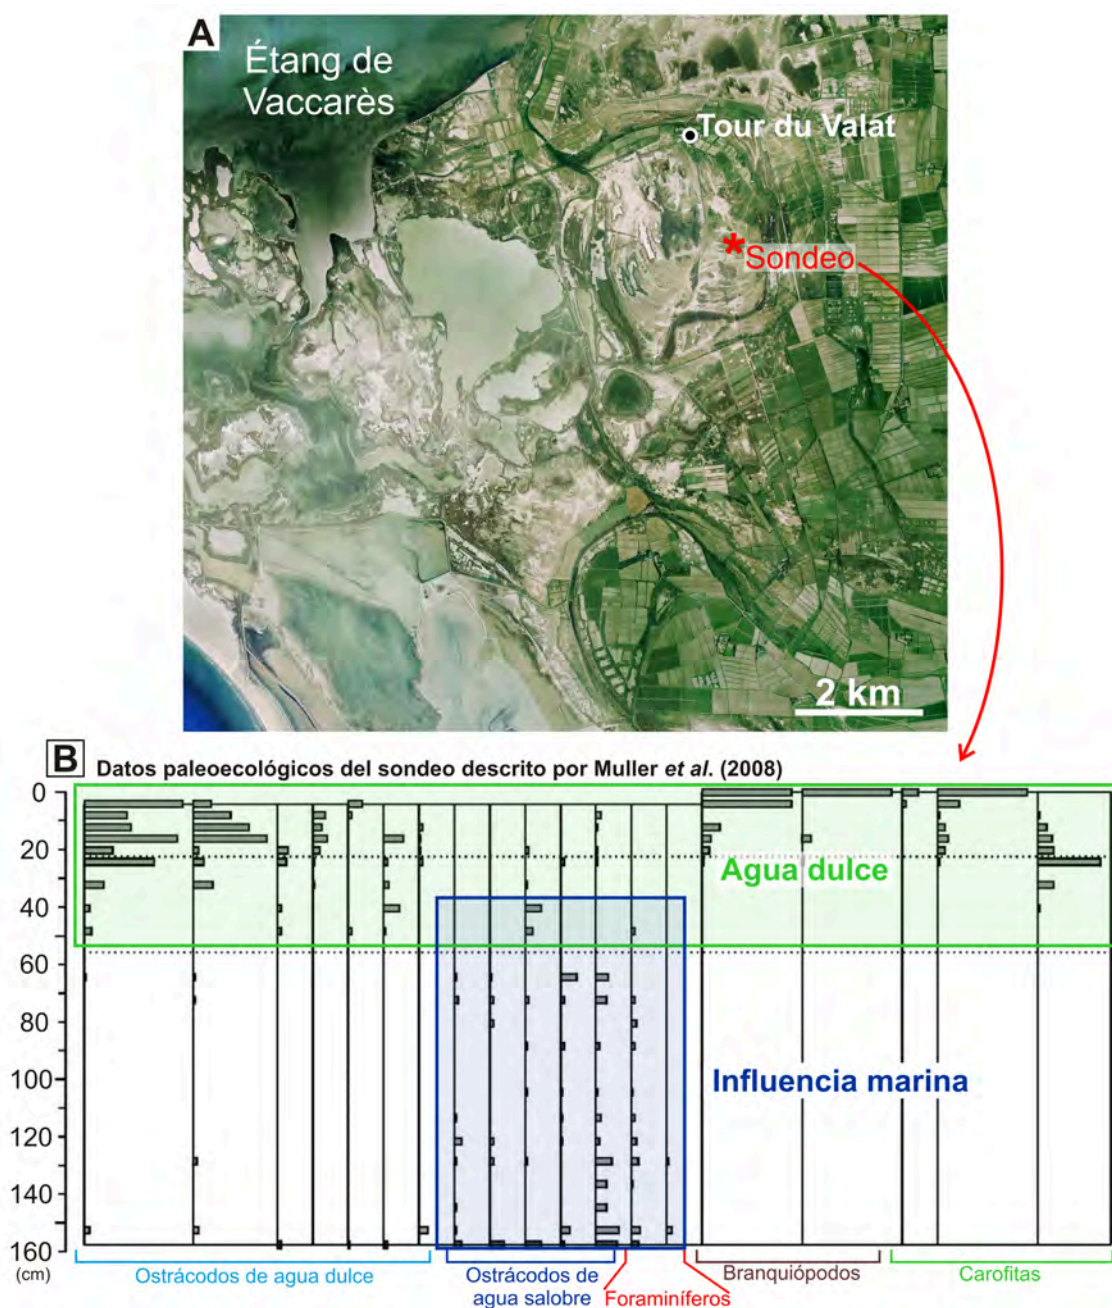 A
Étang de
Vaccarès
Tour du Valat
*Sondeo
2 km
B
Datos paleoecológicos del sondeo descrito por Muller et al. (2008)
0
20
40
60
80
100
120
140
160
(cm)
Agua dulce
Influencia marina
Ostrácodos de agua dulce
Ostrácodos de
agua salobre
Foraminíferos
Branquiópodos
Carofitas